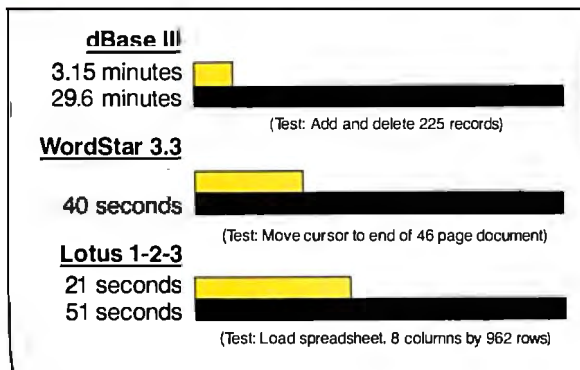 dBase III
3.15 minutes
29.6 minutes
(Test: Add and delete 225 records)
WordStar 3.3
40 seconds
(Test: Move cursor to end of 46 page document)
Lotus 1-2-3
21 seconds
51 seconds
(Test: Load spreadsheet, 8 columns by 962 rows)